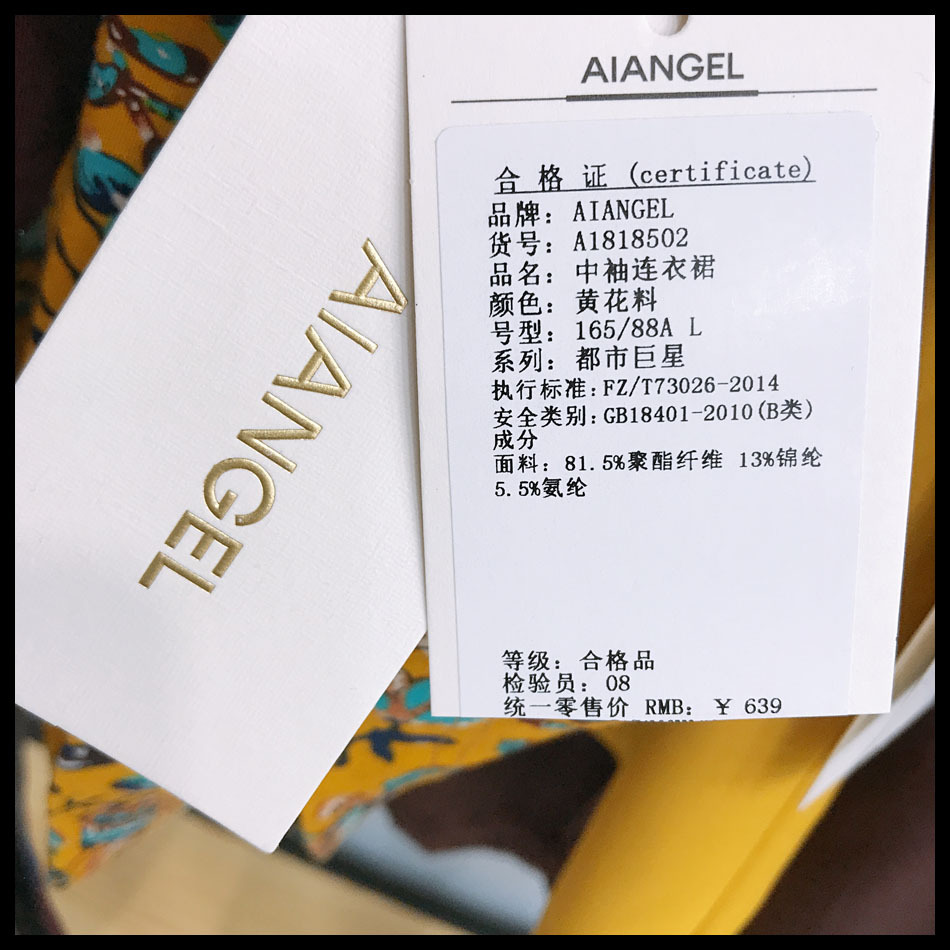 AIANGEL
AIANGEL
合格证 (certificate)
品牌：AIANGEL
货号：A1818502
品名：中袖连衣裙
颜色：黄花料
号型：165/88A L
系列：都市巨星
执行标准：FZ/T73026-2014
安全类别：GB18401-2010(B类)
成分
面料：81.5%聚酯纤维 13%锦纶
5.5%氨纶
等级：合格品
检验员：08
统一零售价 RMB：￥ 639